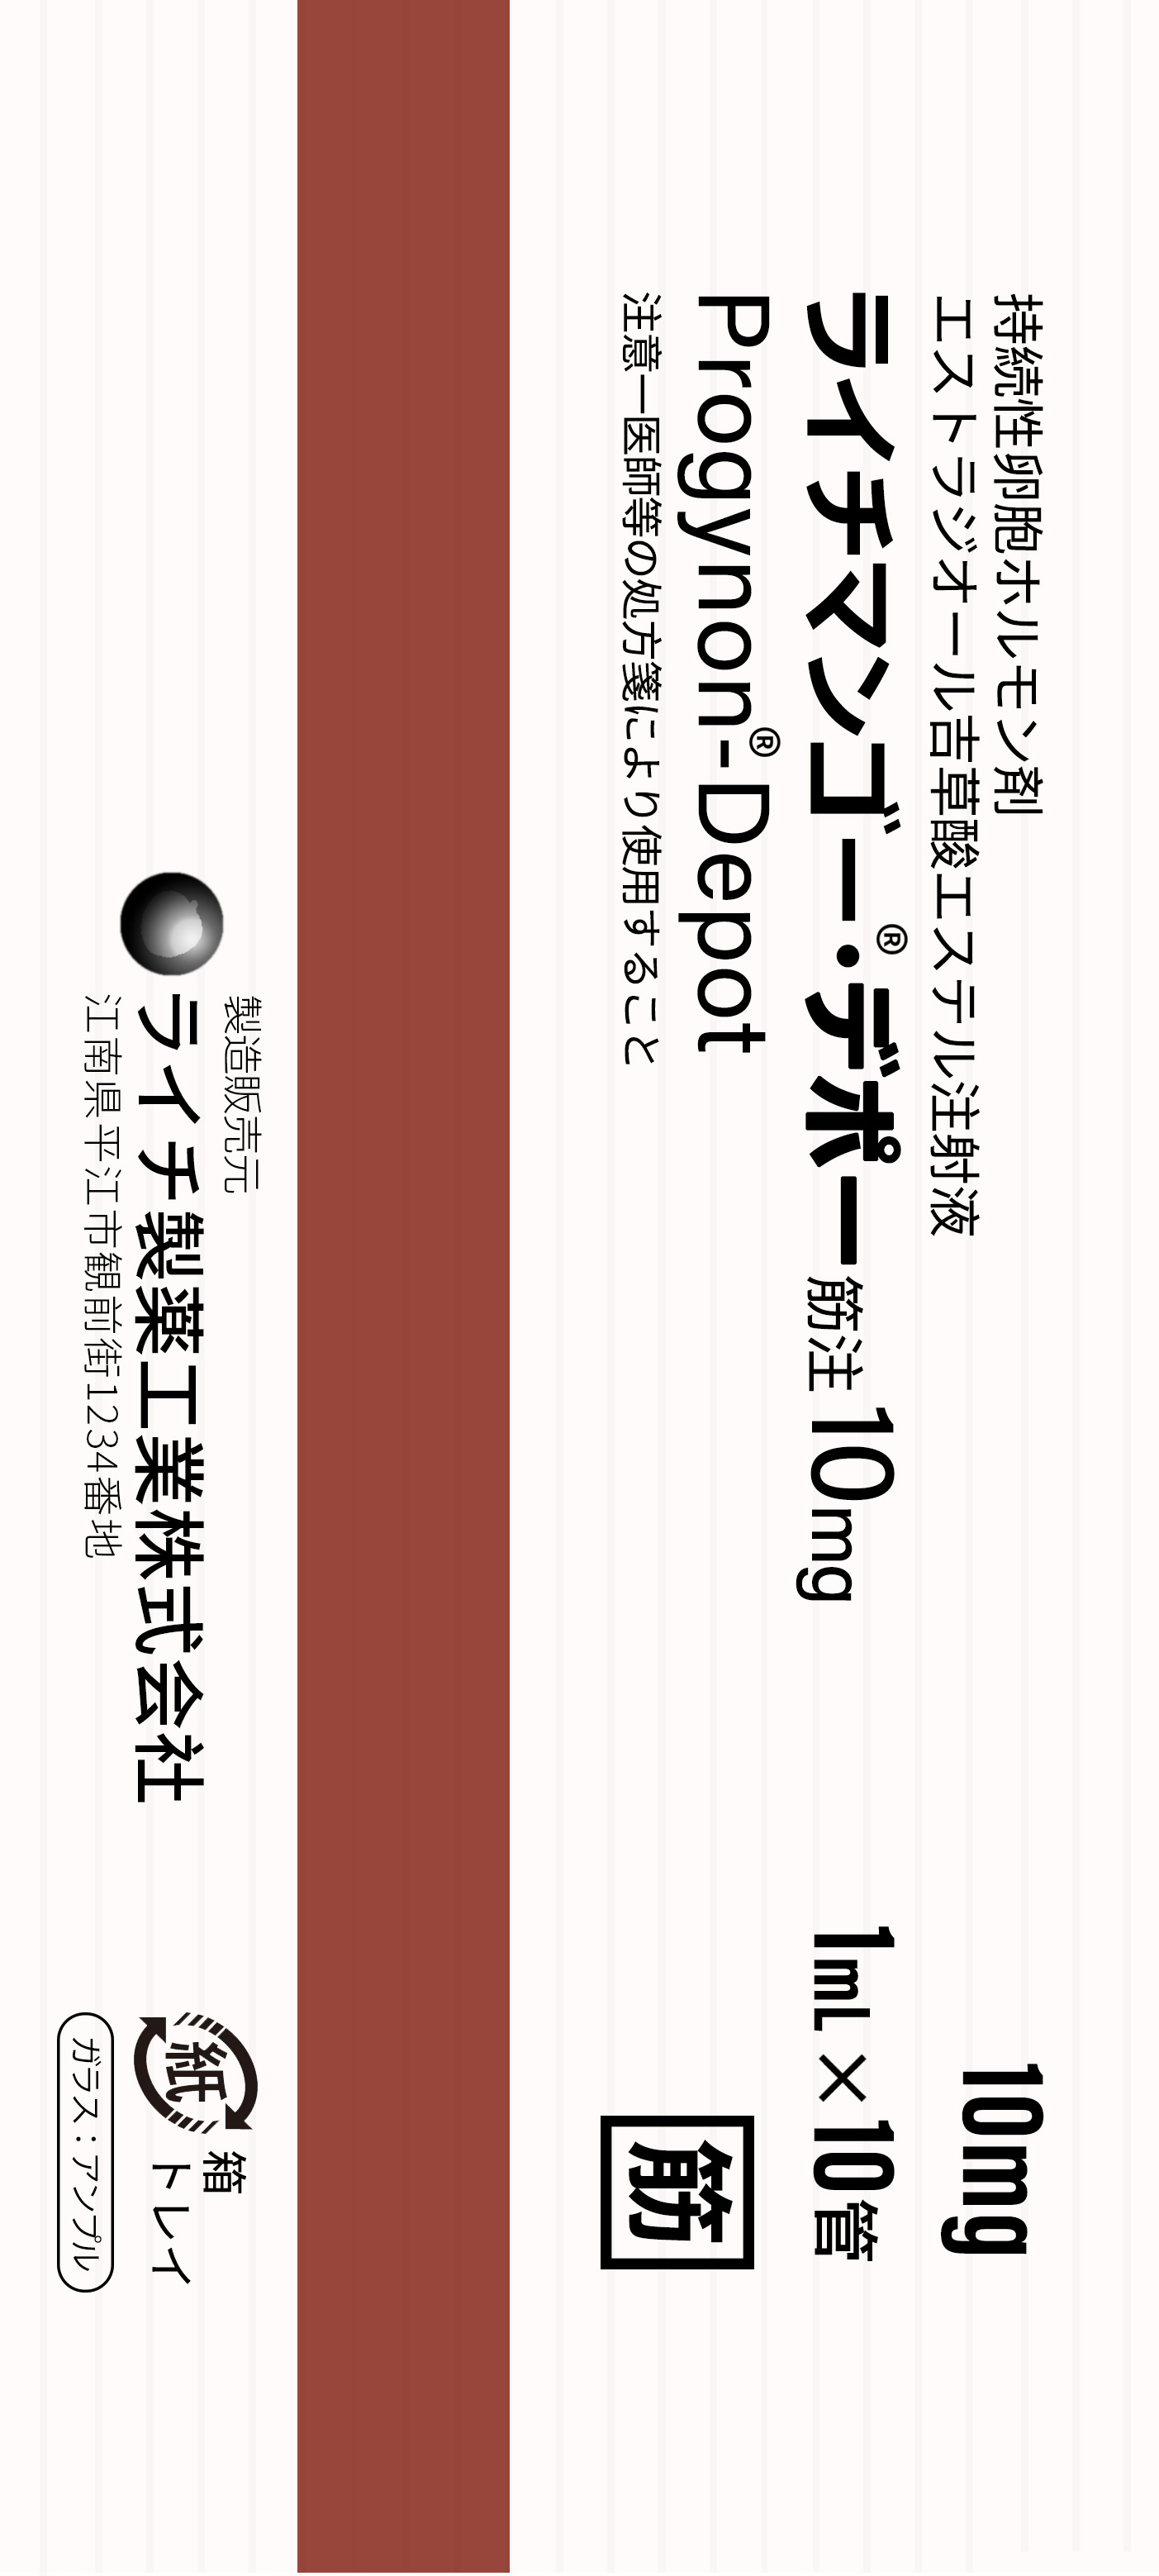 持続性卵胞ホルモン剤
エストラジオール吉草酸エステル注射液
ライチマンゴー・®デポー筋注10mg
Progynon®-Depot
注意－医師等の処方箋により使用すること
10mg
1mL×10管
筋
製造販売元
ライチ製薬工業株式会社
江南県平江市観前街1234番地
紙
箱
トレイ
ガラス：アンプル